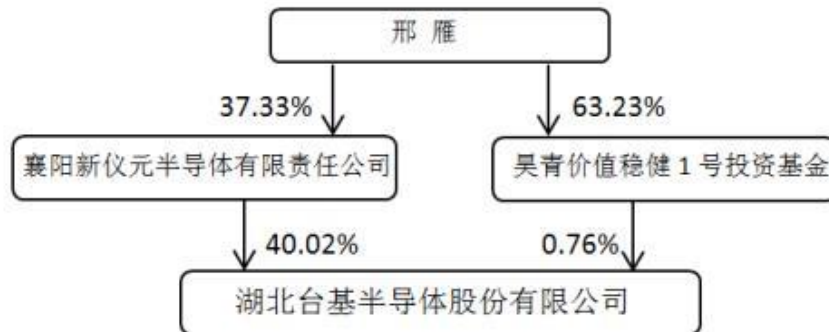 邢 雁
37.33%
63.23%
襄阳新仪元半导体有限责任公司
昊青价值稳健 1 号投资基金
40.02%
0.76%
湖北台基半导体股份有限公司